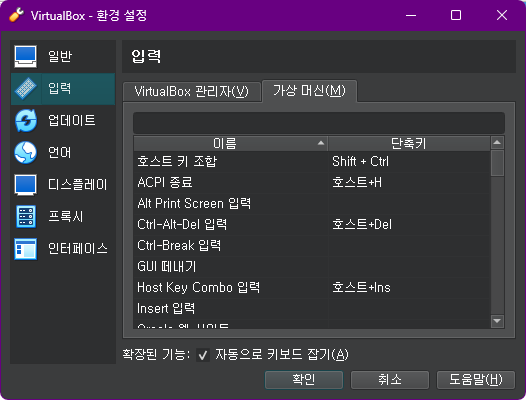 VirtualBox - 환경 설정
일반
입력
업데이트
언어
디스플레이
프록시
인터페이스
입력
VirtualBox 관리자(V) 가상 머신(M)
이름 단축키
호스트 키 조합 Shift + Ctrl
ACPI 종료 호스트+H
Alt Print Screen 입력
Ctrl-Alt-Del 입력 호스트+Del
Ctrl-Break 입력
GUI 떼내기
Host Key Combo 입력 호스트+Ins
Insert 입력
확장된 기능: 자동으로 키보드 잡기(A)
확인 취소 도움말(H)